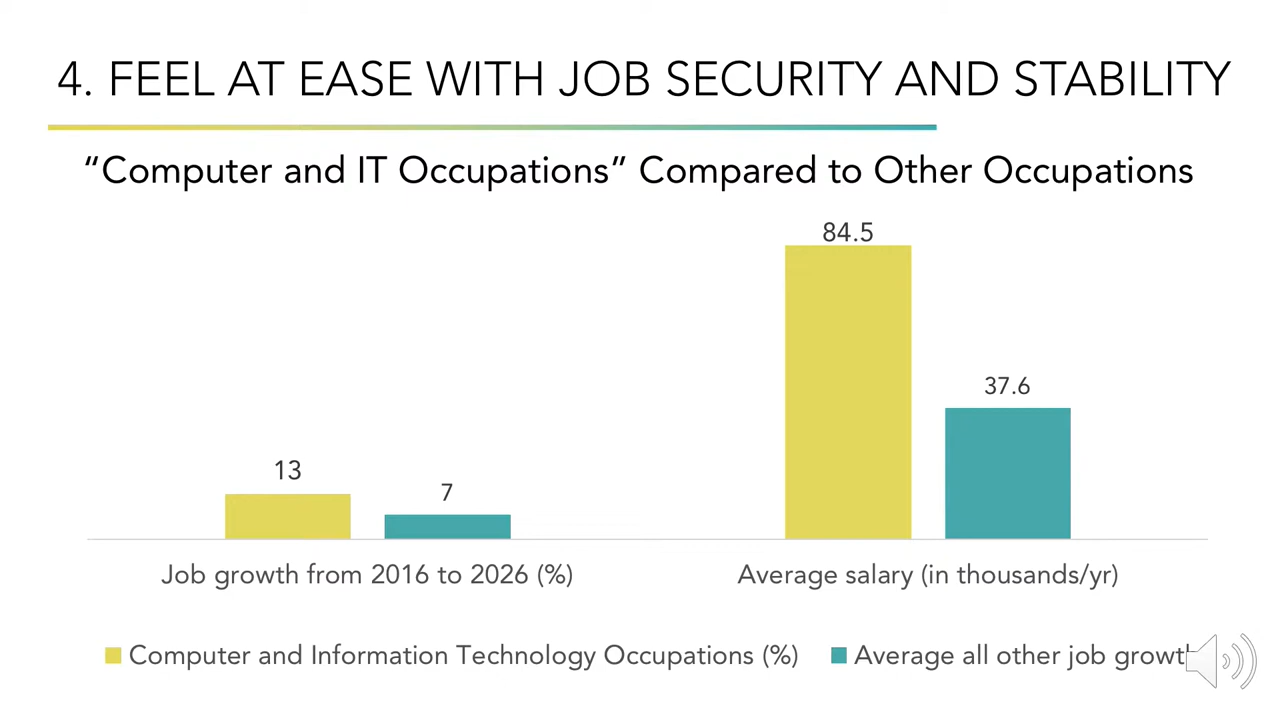 4. FEEL AT EASE WITH JOB SECURITY AND STABILITY
“Computer and IT Occupations” Compared to Other Occupations
84.5
37.6
13
7
Job growth from 2016 to 2026 (%)
Average salary (in thousands/yr)
Computer and Information Technology Occupations (%)
Average all other job growth